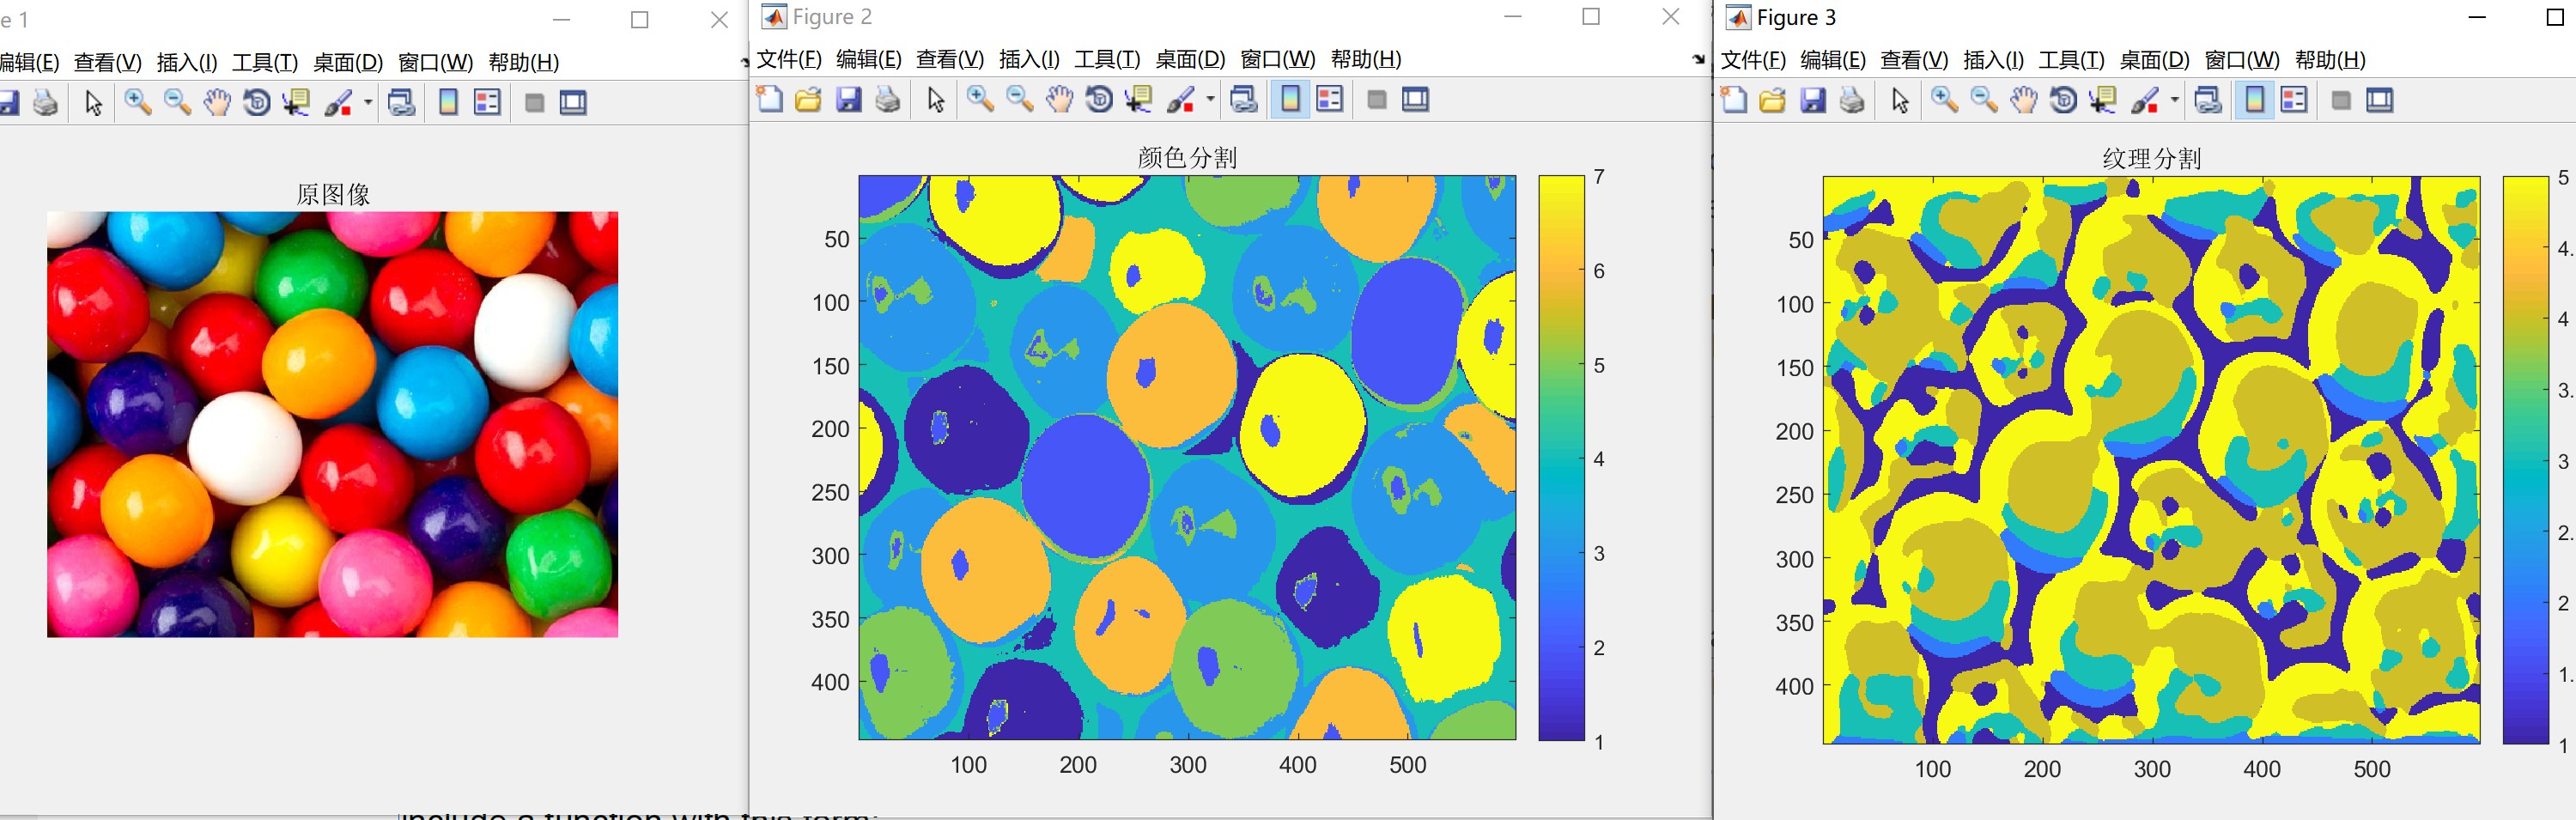 e 1
编辑(E) 查看(V) 插入(I) 工具(T) 桌面(D) 窗口(W) 帮助(H)
原图像
Figure 2
文件(F) 编辑(E) 查看(V) 插入(I) 工具(T) 桌面(D) 窗口(W) 帮助(H)
颜色分割
50
100
150
200
250
300
350
400
100 200 300 400 500
7
6
5
4
3
2
1
Figure 3
文件(F) 编辑(E) 查看(V) 插入(I) 工具(T) 桌面(D) 窗口(W) 帮助(H)
纹理分割
50
100
150
200
250
300
350
400
100 200 300 400 500
5
4.
4
3.
3
2.
2
1.
1
include a function with this form: